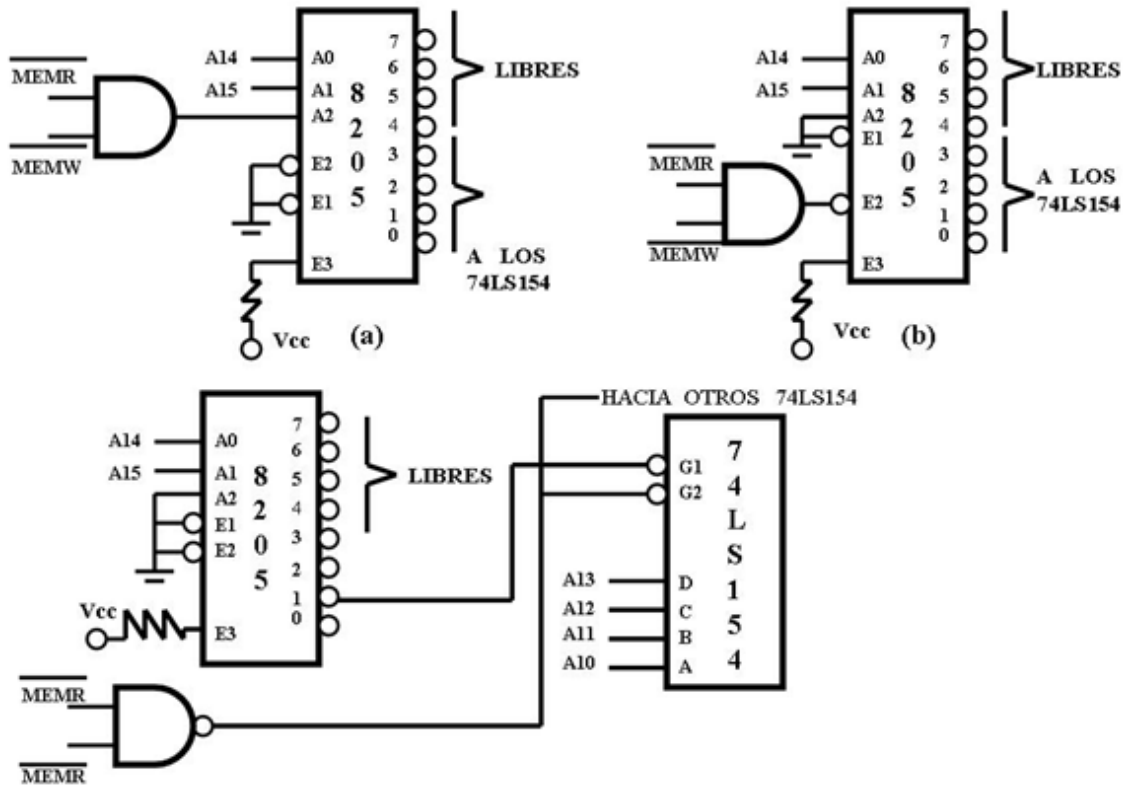 7
6
5
4
3
2
1
0
A14
A15
A0
A1
A2
E2
E1
E3
8
2
0
5
MEMR
MEMW
LIBRES
A LOS
74LS154
Vcc
(a)
7
6
5
4
3
2
1
0
A14
A15
A0
A1
A2
E1
E2
E3
8
2
0
5
MEMR
MEMW
LIBRES
A LOS
74LS154
Vcc
(b)
HACIA OTROS 74LS154
7
6
5
4
3
2
1
0
A14
A15
A0
A1
A2
E1
E2
E3
8
2
0
5
LIBRES
Vcc
MEMR
MEMR
G1
G2
A13
A12
A11
A10
D
C
B
A
7
4
L
S
1
5
4